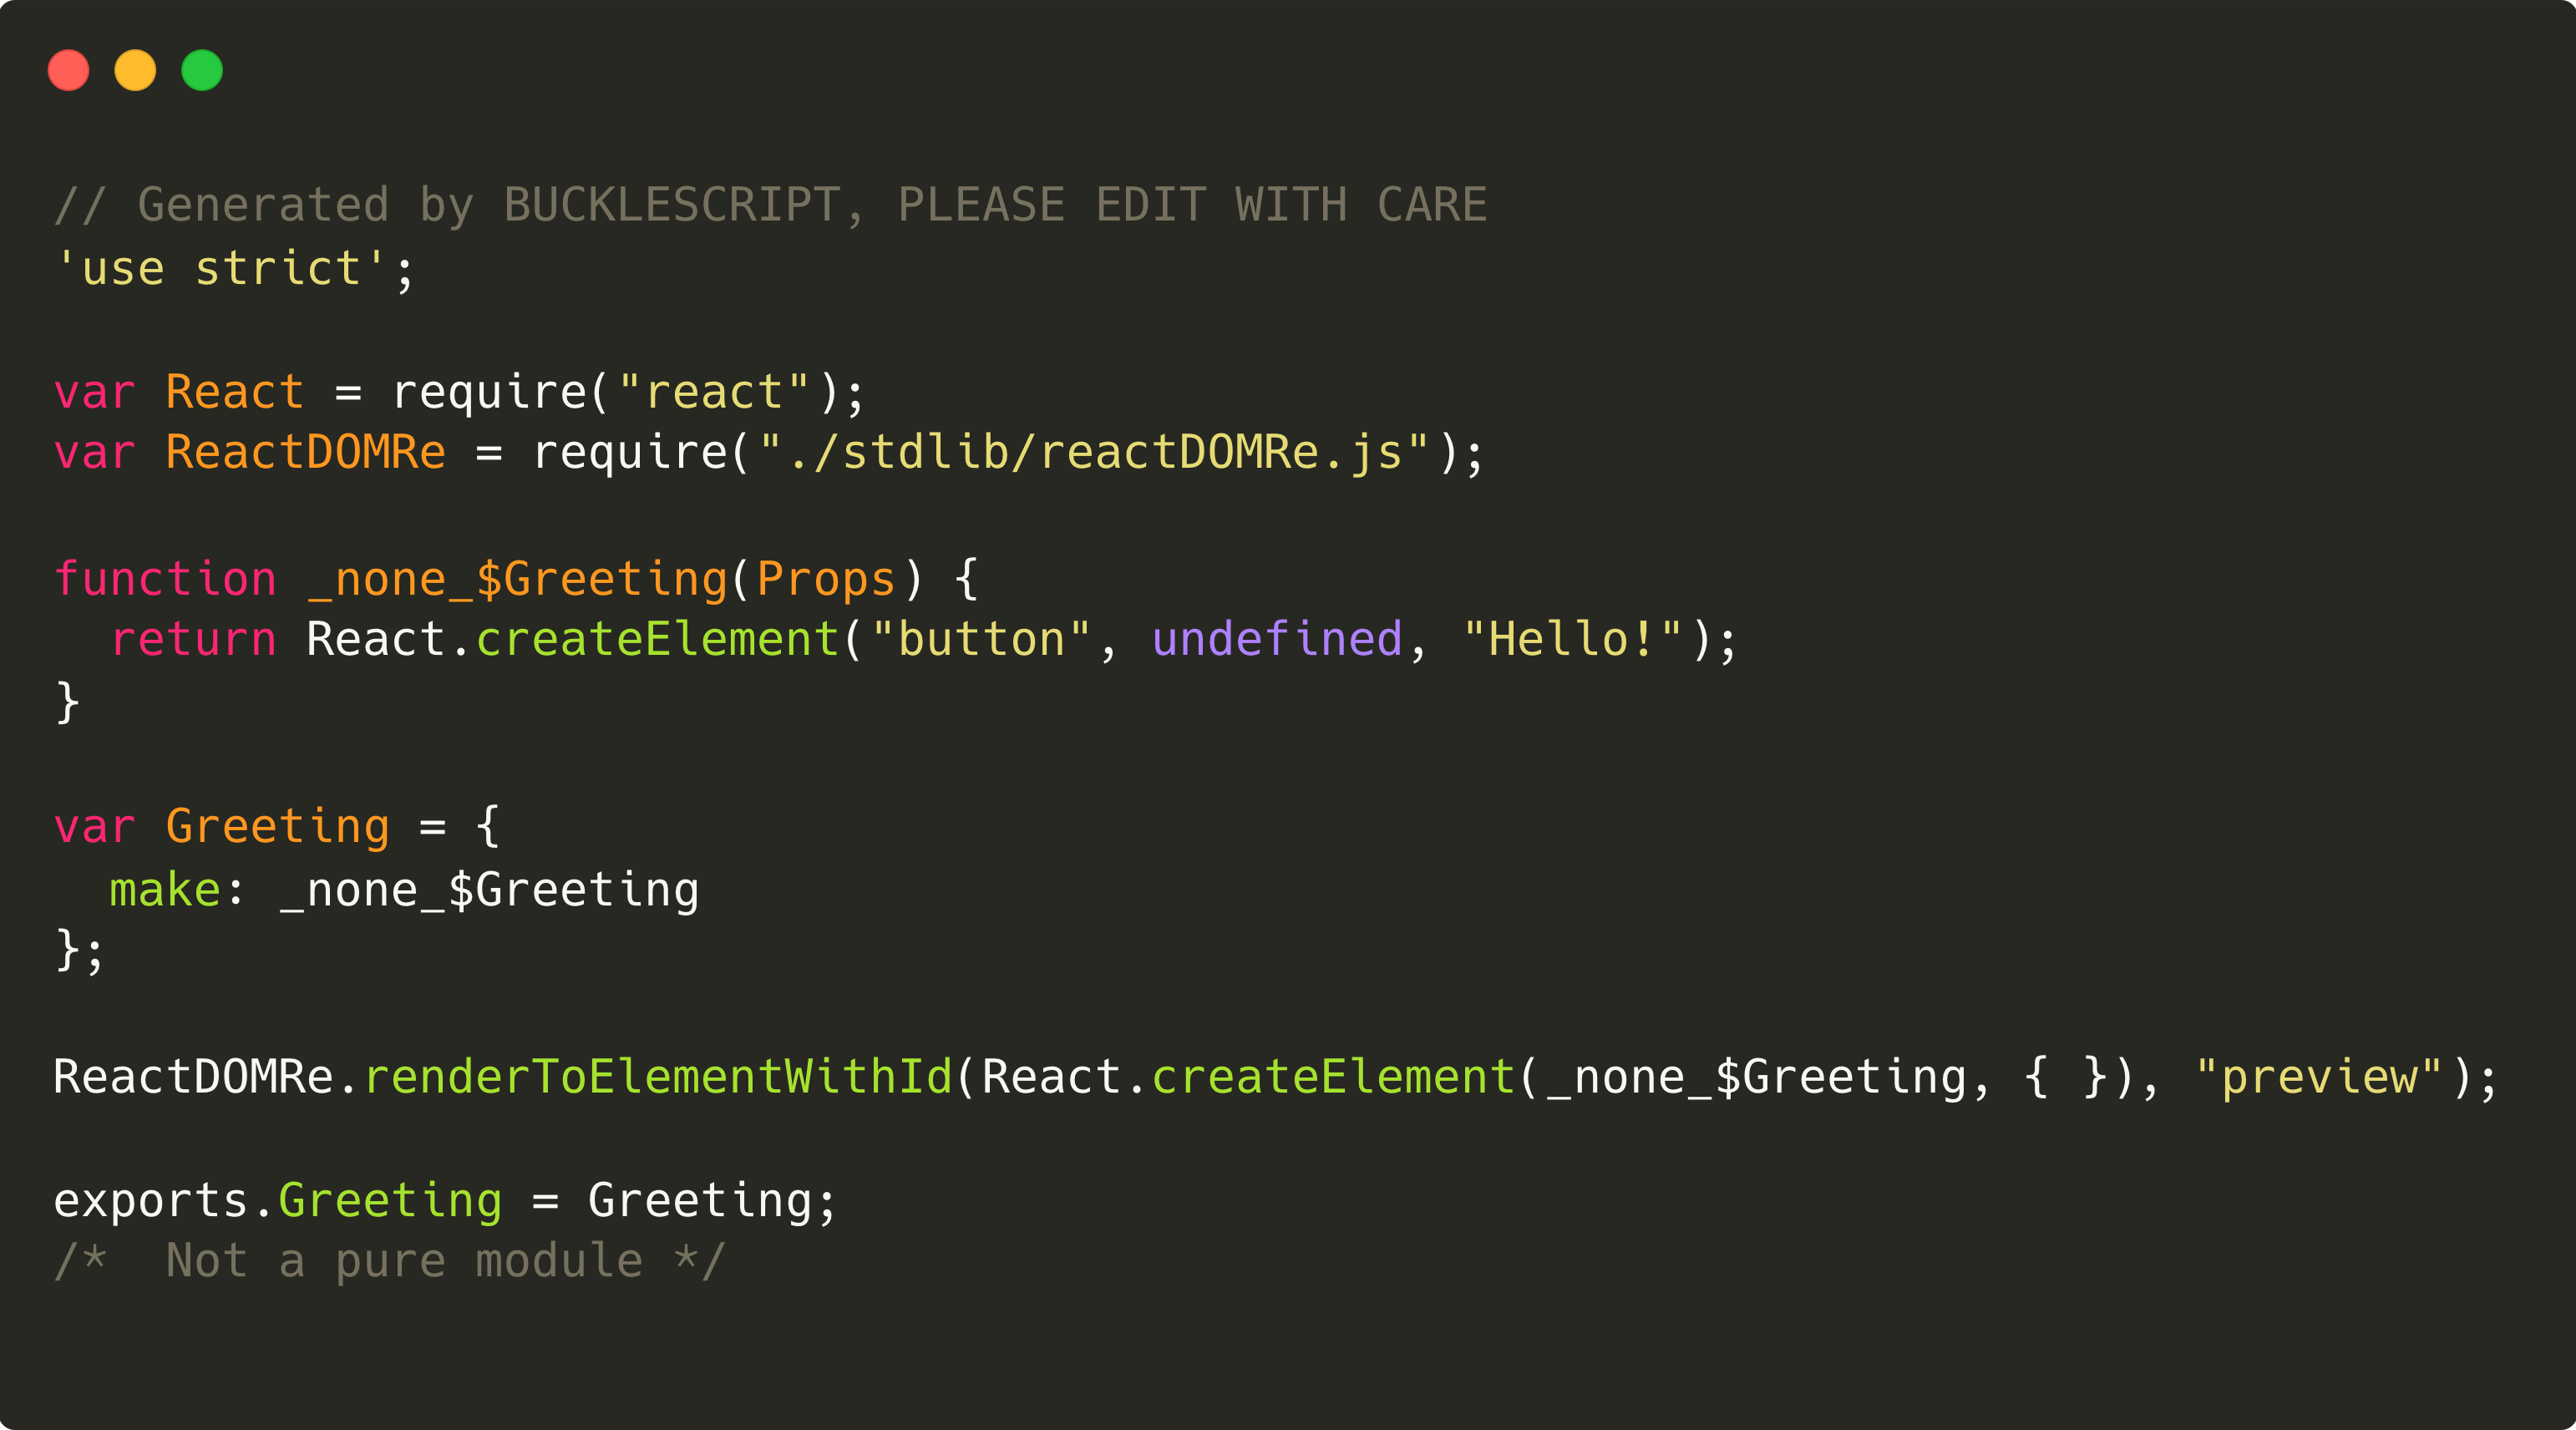 // Generated by BUCKLESCRIPT, PLEASE EDIT WITH CARE
'use strict';

var React = require("react");
var ReactDOMRe = require("./stdlib/reactDOMRe.js");

function _none_$Greeting(Props) {
  return React.createElement("button", undefined, "Hello!");
}

var Greeting = {
  make: _none_$Greeting
};

ReactDOMRe.renderToElementWithId(React.createElement(_none_$Greeting, { }), "preview");

exports.Greeting = Greeting;
/*  Not a pure module */